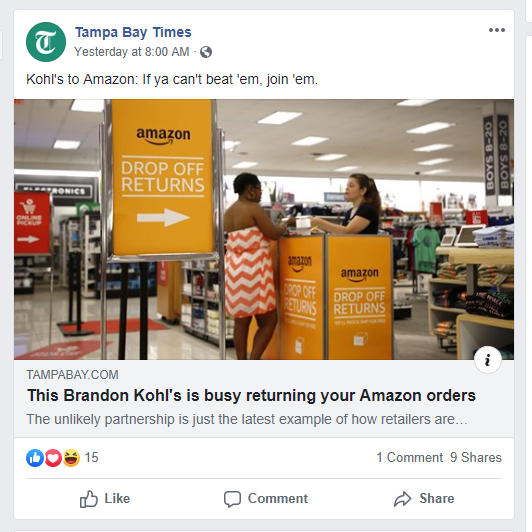 Tampa Bay Times
Yesterday at 8:00 AM ·
Kohl's to Amazon: If ya can't beat 'em, join 'em.
amazon
DROP OFF
RETURNS
ELECTRONICS
ONLINE
PICKUP
BOYS 8–20
BOYS 8–20
amazon
DROP OFF
RETURNS
amazon
DROP OFF
RETURNS
i
TAMPABAY.COM
This Brandon Kohl's is busy returning your Amazon orders
The unlikely partnership is just the latest example of how retailers are…
15
1 Comment 9 Shares
Like Comment Share